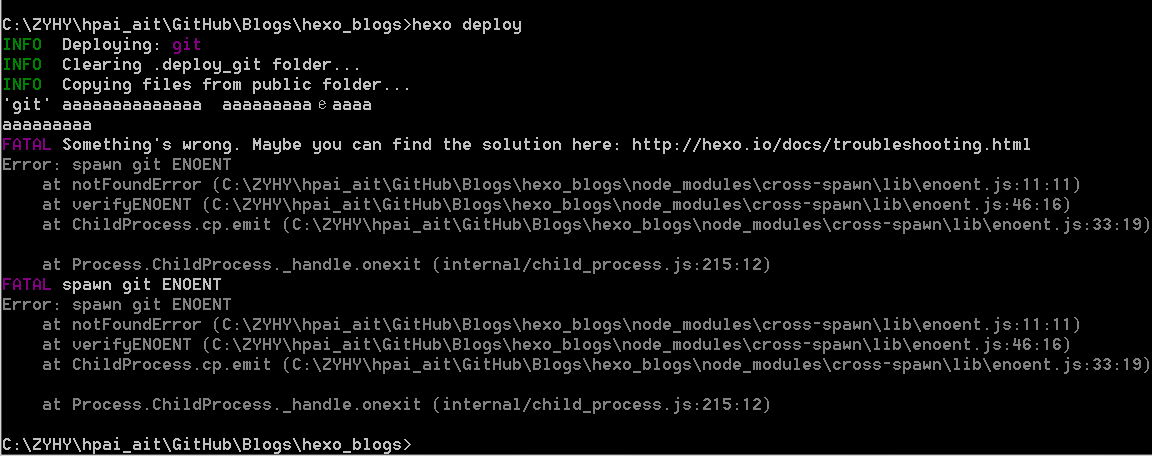 C:\ZYHY\hpai_ait\GitHub\Blogs\hexo_blogs>hexo deploy
INFO  Deploying: git
INFO  Clearing .deploy_git folder...
INFO  Copying files from public folder...
'git' aaaaaaaaaaaaaa  aaaaaaaaa e aaaa
aaaaaaaaa
FATAL Something's wrong. Maybe you can find the solution here: http://hexo.io/docs/troubleshooting.html
Error: spawn git ENOENT
    at notFoundError (C:\ZYHY\hpai_ait\GitHub\Blogs\hexo_blogs\node_modules\cross-spawn\lib\enoent.js:11:11)
    at verifyENOENT (C:\ZYHY\hpai_ait\GitHub\Blogs\hexo_blogs\node_modules\cross-spawn\lib\enoent.js:46:16)
    at ChildProcess.cp.emit (C:\ZYHY\hpai_ait\GitHub\Blogs\hexo_blogs\node_modules\cross-spawn\lib\enoent.js:33:19)
    at Process.ChildProcess._handle.onexit (internal/child_process.js:215:12)
FATAL spawn git ENOENT
Error: spawn git ENOENT
    at notFoundError (C:\ZYHY\hpai_ait\GitHub\Blogs\hexo_blogs\node_modules\cross-spawn\lib\enoent.js:11:11)
    at verifyENOENT (C:\ZYHY\hpai_ait\GitHub\Blogs\hexo_blogs\node_modules\cross-spawn\lib\enoent.js:46:16)
    at ChildProcess.cp.emit (C:\ZYHY\hpai_ait\GitHub\Blogs\hexo_blogs\node_modules\cross-spawn\lib\enoent.js:33:19)
    at Process.ChildProcess._handle.onexit (internal/child_process.js:215:12)
C:\ZYHY\hpai_ait\GitHub\Blogs\hexo_blogs>